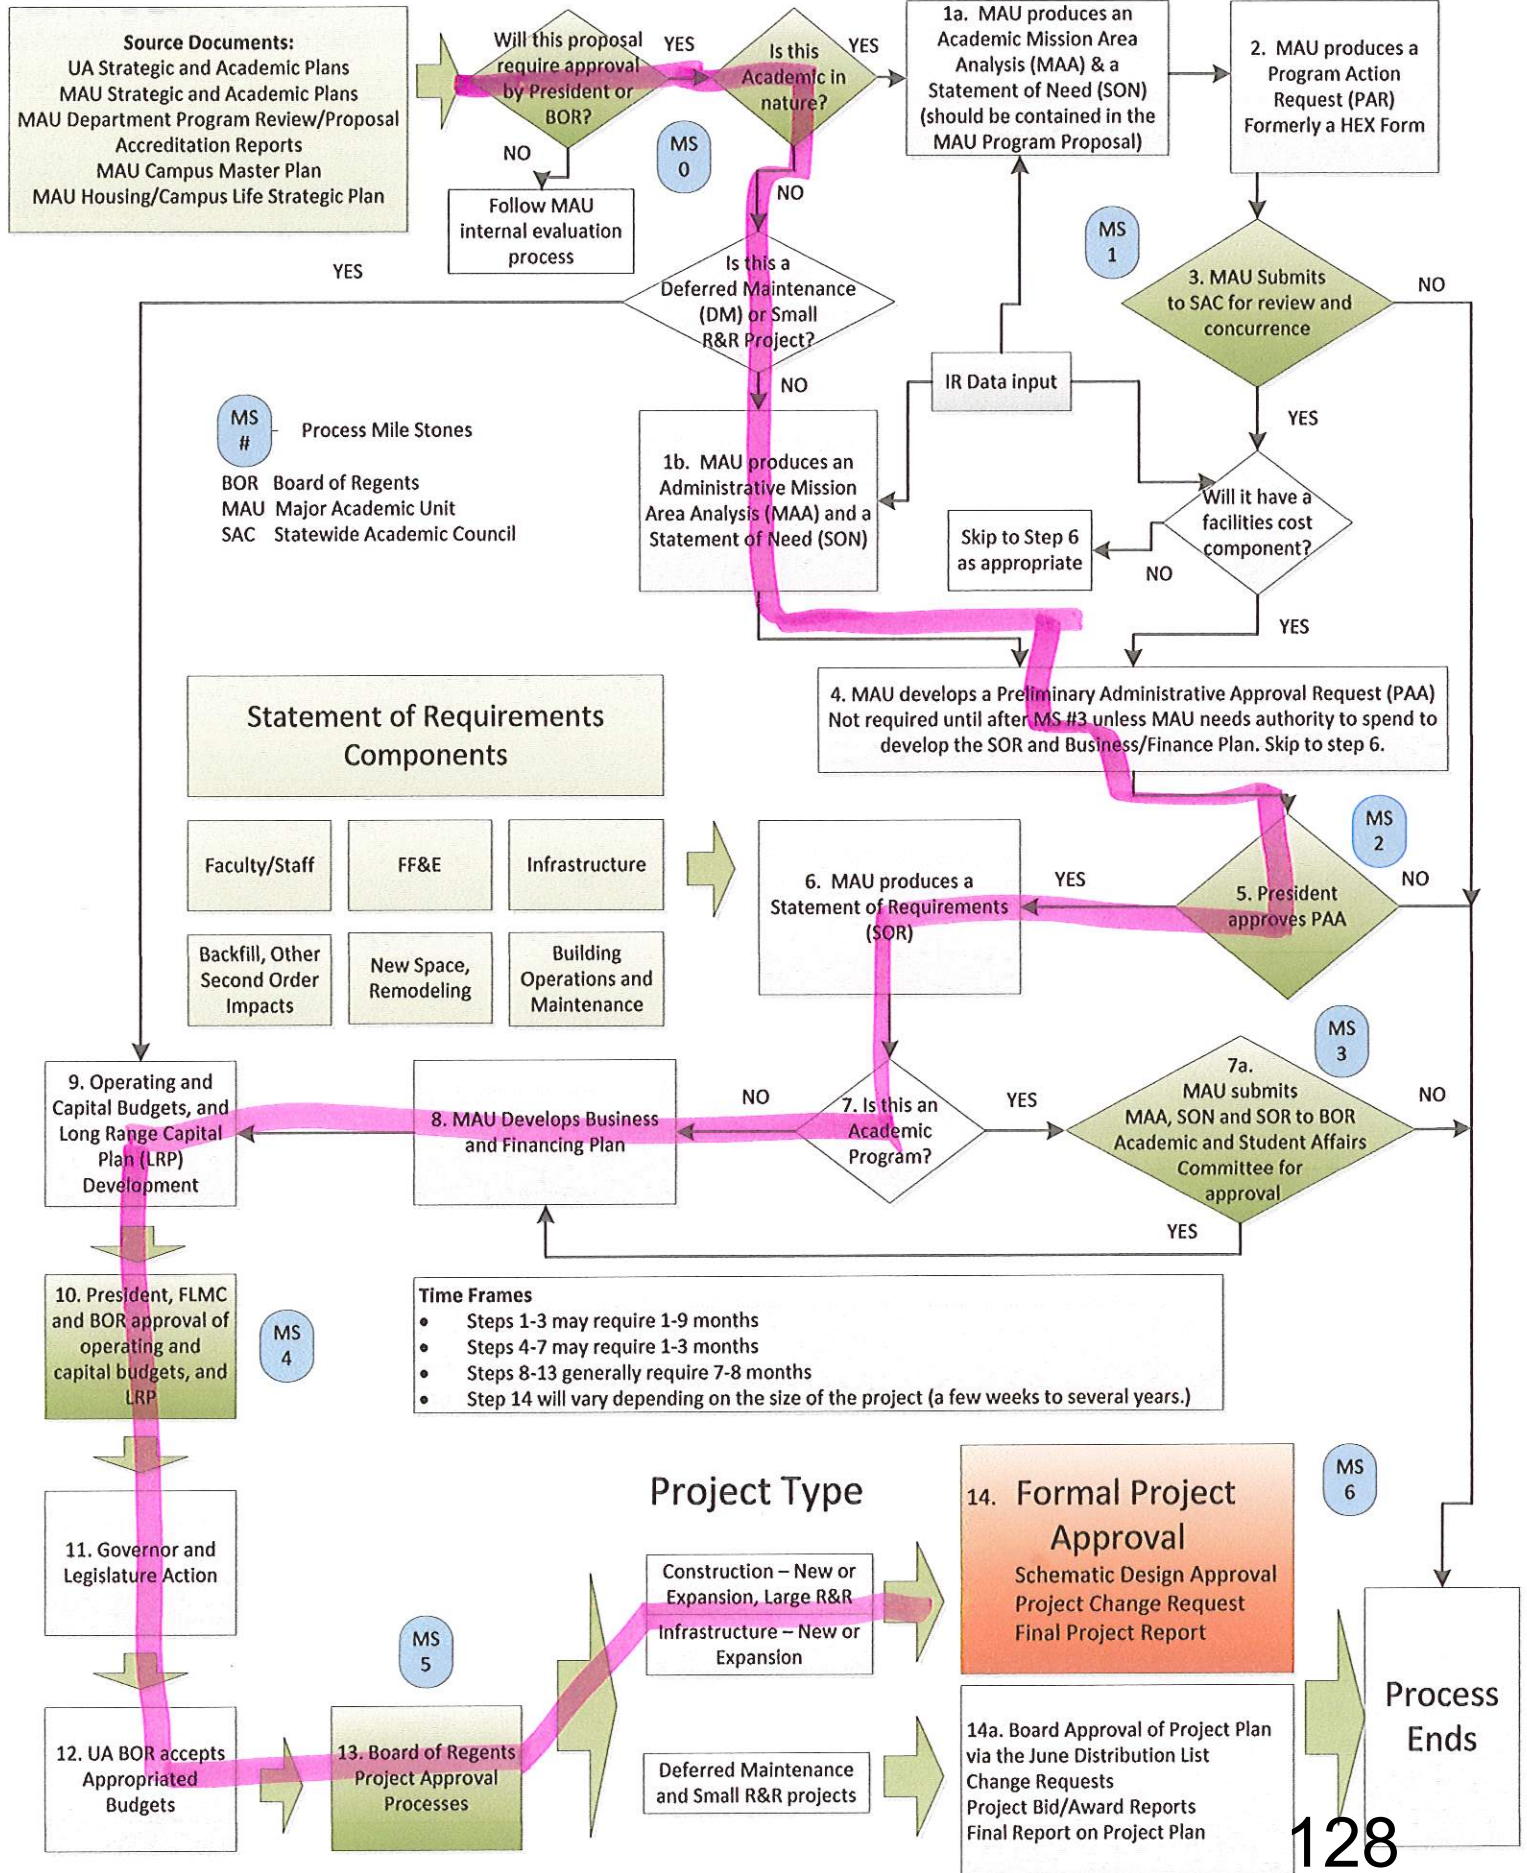 Source Documents:
UA Strategic and Academic Plans
MAU Strategic and Academic Plans
MAU Department Program Review/Proposal
Accreditation Reports
MAU Campus Master Plan
MAU Housing/Campus Life Strategic Plan
Will this proposal
require approval
by President or
BOR?
YES
NO
Follow MAU
internal evaluation
process
MS
0
Is this
Academic in
nature?
YES
NO
1a. MAU produces an
Academic Mission Area
Analysis (MAA) & a
Statement of Need (SON)
(should be contained in the
MAU Program Proposal)
2. MAU produces a
Program Action
Request (PAR)
Formerly a HEX Form
MS
1
3. MAU Submits
to SAC for review and
concurrence
NO
YES
YES
Is this a
Deferred Maintenance
(DM) or Small
R&R Project?
NO
IR Data input
MS
#
Process Mile Stones
BOR Board of Regents
MAU Major Academic Unit
SAC Statewide Academic Council
1b. MAU produces an
Administrative Mission
Area Analysis (MAA) and a
Statement of Need (SON)
Will it have a
facilities cost
component?
Skip to Step 6
as appropriate
NO
YES
4. MAU develops a Preliminary Administrative Approval Request (PAA)
Not required until after MS #3 unless MAU needs authority to spend to
develop the SOR and Business/Finance Plan. Skip to step 6.
Statement of Requirements
Components
Faculty/Staff
FF&E
Infrastructure
Backfill, Other
Second Order
Impacts
New Space,
Remodeling
Building
Operations and
Maintenance
6. MAU produces a
Statement of Requirements
(SOR)
YES
MS
2
5. President
approves PAA
NO
MS
3
7a.
MAU submits
MAA, SON and SOR to BOR
Academic and Student Affairs
Committee for
approval
NO
YES
YES
7. Is this an
Academic
Program?
NO
8. MAU Develops Business
and Financing Plan
9. Operating and
Capital Budgets, and
Long Range Capital
Plan (LRP)
Development
10. President, FLMC
and BOR approval of
operating and
capital budgets, and
LRP
MS
4
Time Frames
• Steps 1-3 may require 1-9 months
• Steps 4-7 may require 1-3 months
• Steps 8-13 generally require 7-8 months
• Step 14 will vary depending on the size of the project (a few weeks to several years.)
11. Governor and
Legislature Action
12. UA BOR accepts
Appropriated
Budgets
MS
5
13. Board of Regents
Project Approval
Processes
Project Type
Construction – New or
Expansion, Large R&R
Infrastructure – New or
Expansion
Deferred Maintenance
and Small R&R projects
14. Formal Project
Approval
Schematic Design Approval
Project Change Request
Final Project Report
MS
6
14a. Board Approval of Project Plan
via the June Distribution List
Change Requests
Project Bid/Award Reports
Final Report on Project Plan
Process
Ends
128